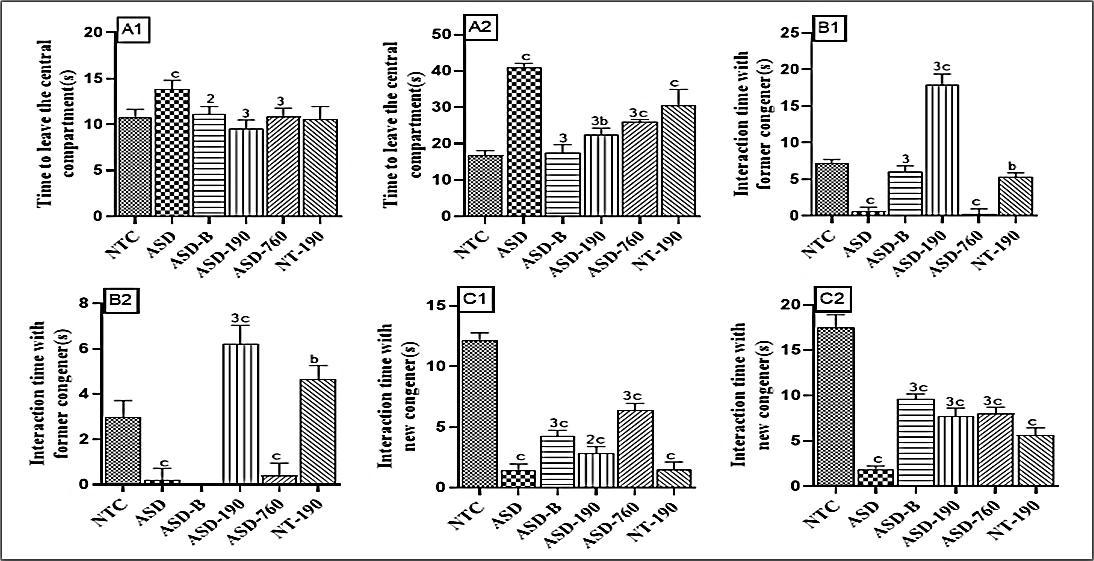 A1
Time to leave the central
compartment(s)
20
15
10
5
0
c
2
3
3
NTC
ASD
ASD-B
ASD-190
ASD-760
NT-190
A2
Time to leave the central
compartment(s)
50
40
30
20
10
0
c
3
3b
3c
c
NTC
ASD
ASD-B
ASD-190
ASD-760
NT-190
B1
Interaction time with
former congener(s)
25
20
15
10
5
0
c
3
3c
c
b
NTC
ASD
ASD-B
ASD-190
ASD-760
NT-190
B2
Interaction time with
former congener(s)
8
6
4
2
0
c
3c
c
b
NTC
ASD
ASD-B
ASD-190
ASD-760
NT-190
C1
Interaction time with
new congener(s)
15
10
5
0
c
3c
2c
3c
c
NTC
ASD
ASD-B
ASD-190
ASD-760
NT-190
C2
Interaction time with
new congener(s)
20
15
10
5
0
c
3c
3c
3c
c
NTC
ASD
ASD-B
ASD-190
ASD-760
NT-190